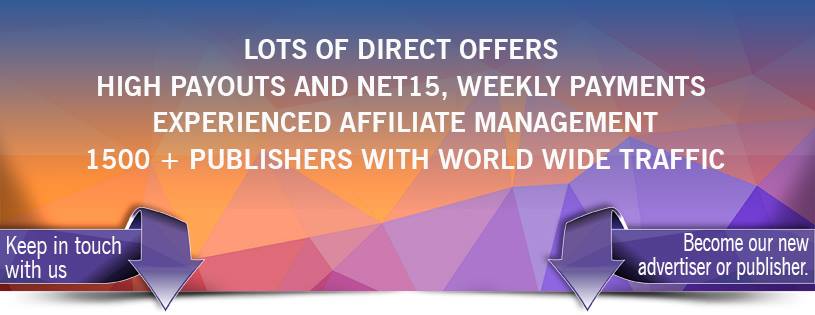 LOTS OF DIRECT OFFERS
HIGH PAYOUTS AND NET15, WEEKLY PAYMENTS
EXPERIENCED AFFILIATE MANAGEMENT
1500 + PUBLISHERS WITH WORLD WIDE TRAFFIC
Keep in touch
with us
Become our new
advertiser or publisher.